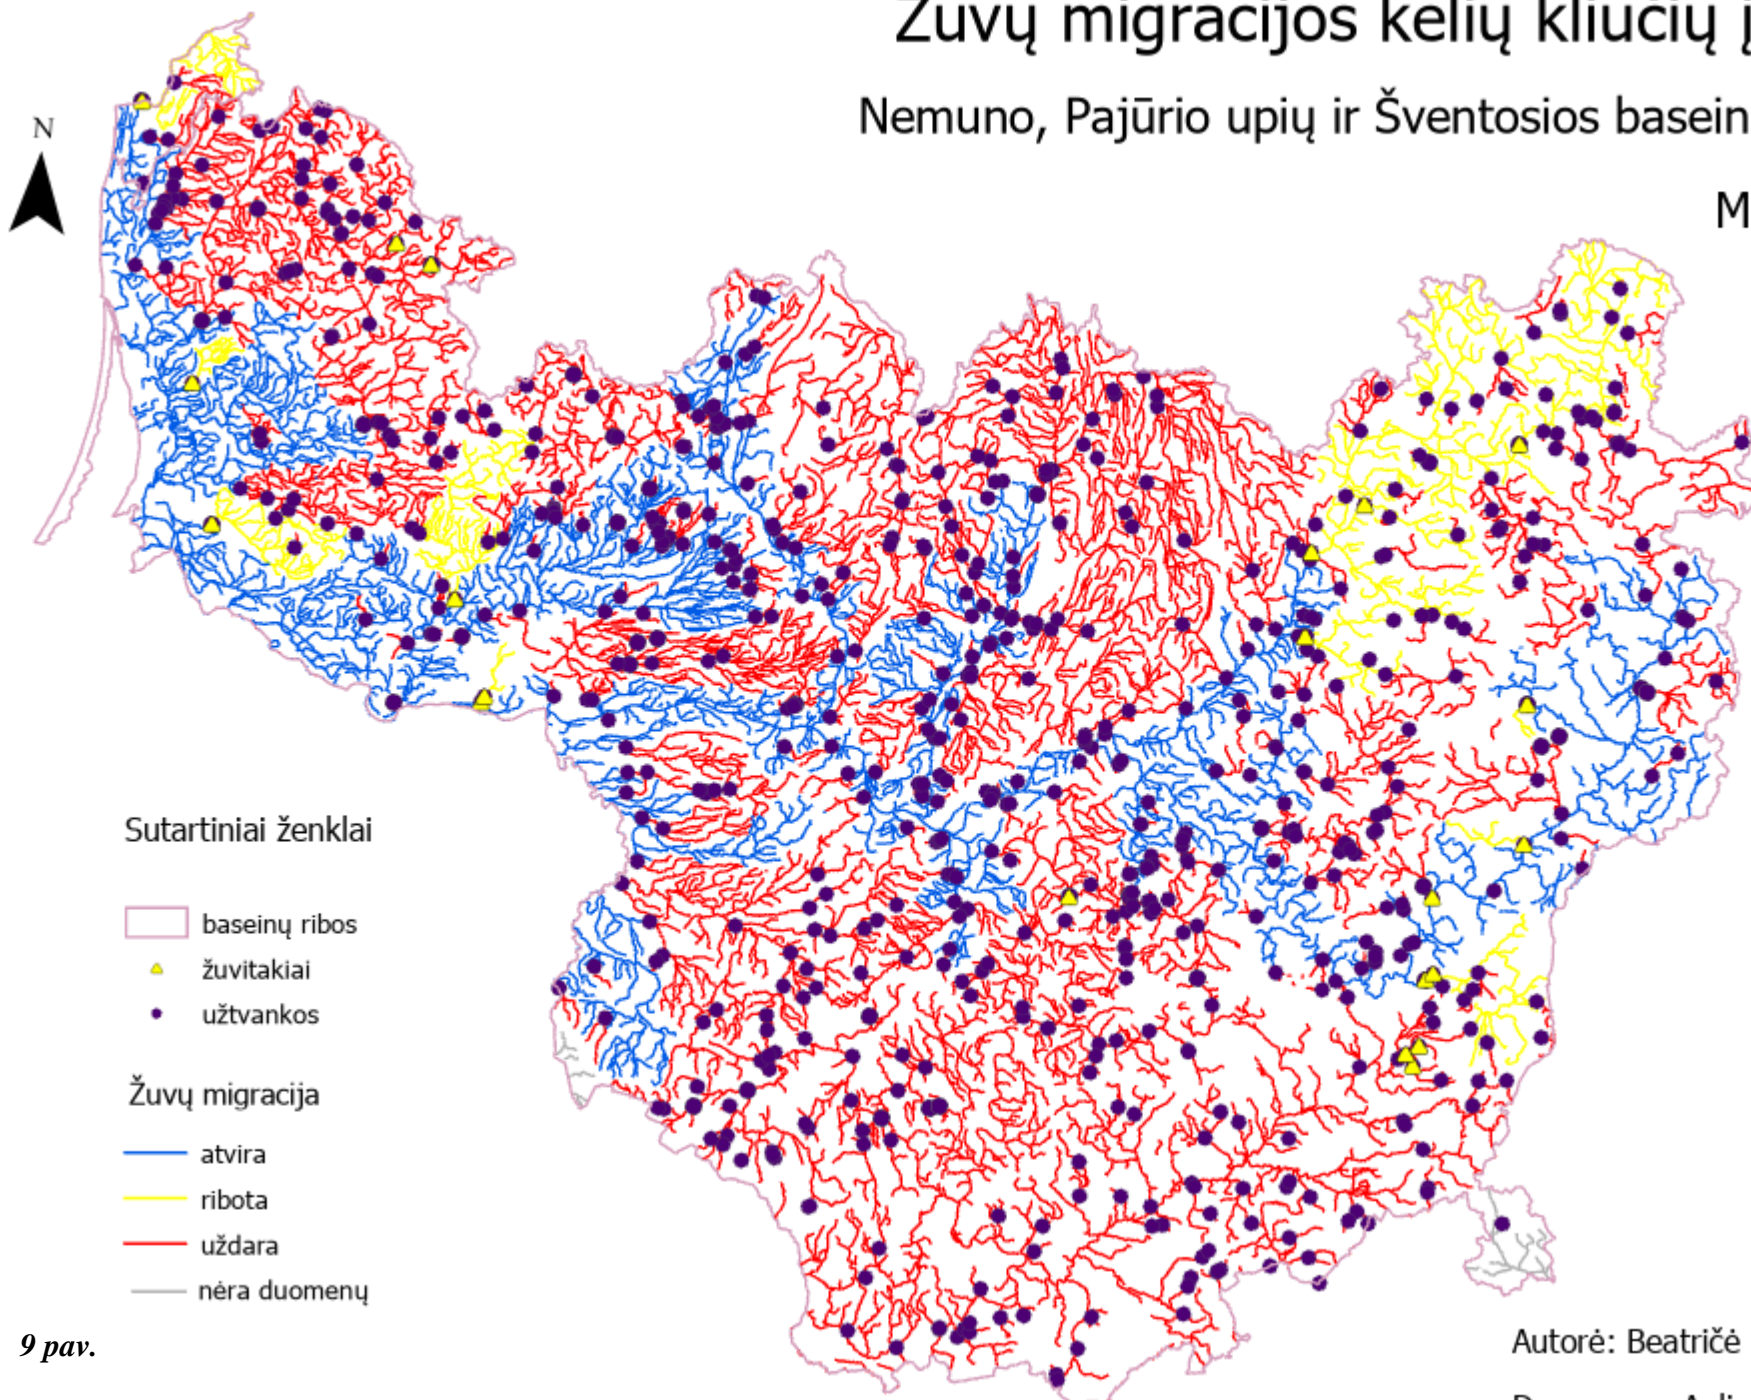 Žuvų migracijos kelių kliučių į
Nemuno, Pajūrio upių ir Šventosios basein
M
N
Sutartiniai ženklai
baseinų ribos
žuvitakiai
užtvankos
Žuvų migracija
atvira
ribota
uždara
nėra duomenų
9 pav.
Autorė: Beatričė